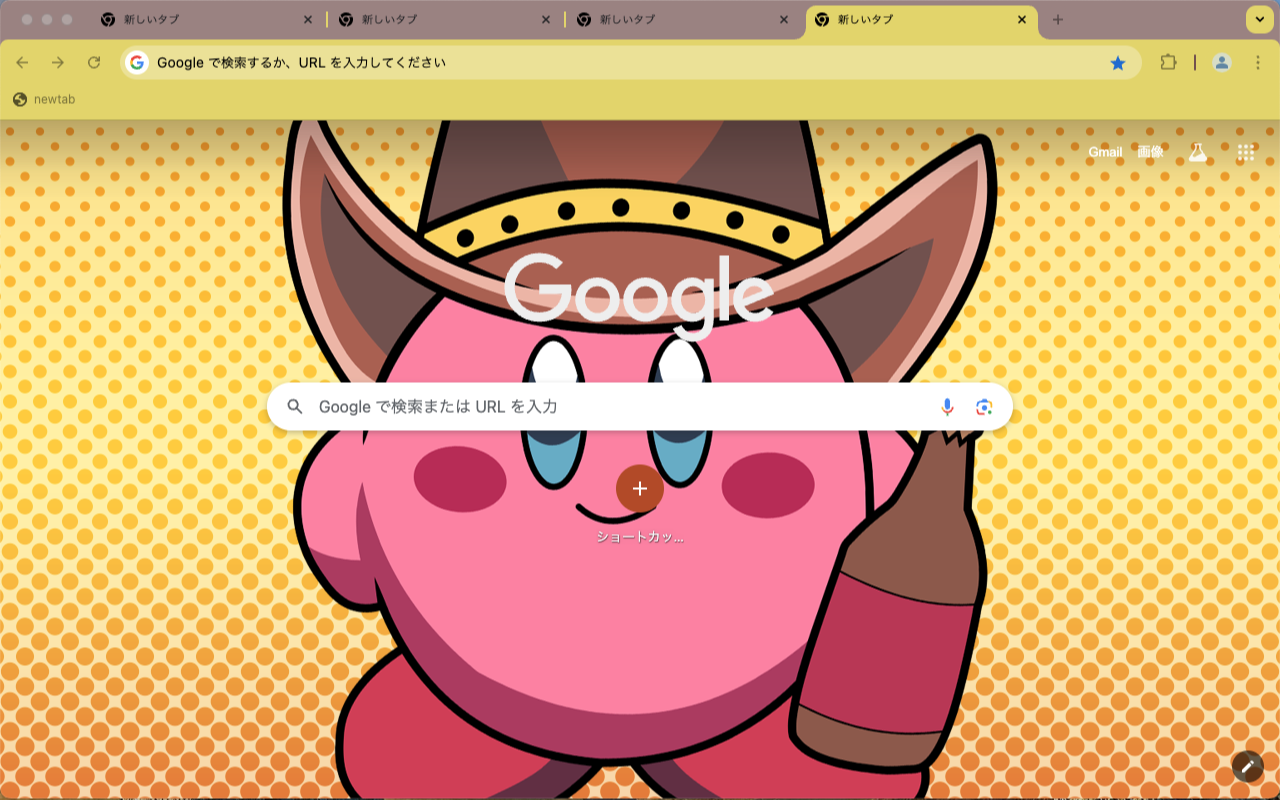 新しいタブ
新しいタブ
新しいタブ
新しいタブ
Google で検索するか、URL を入力してください
newtab
Gmail 画像
Google
Google で検索または URL を入力
ショートカッ...